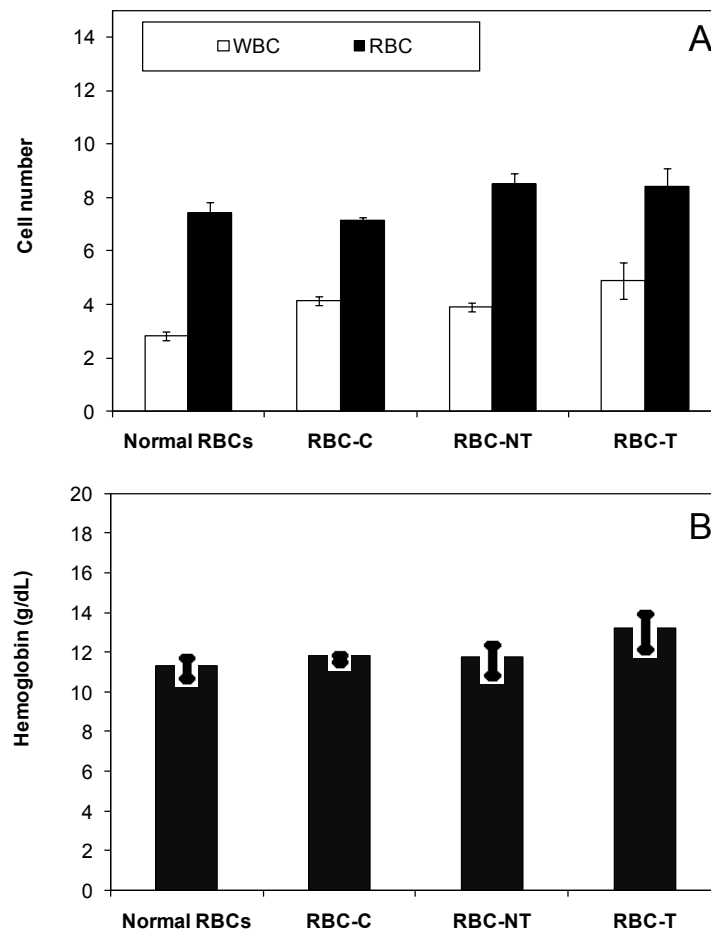 A
WBC RBC
14
12
10
8
6
4
2
0
Cell number
Normal RBCs RBC-C RBC-NT RBC-T
B
20
18
16
14
12
10
8
6
4
2
0
Hemoglobin (g/dL)
Normal RBCs RBC-C RBC-NT RBC-T